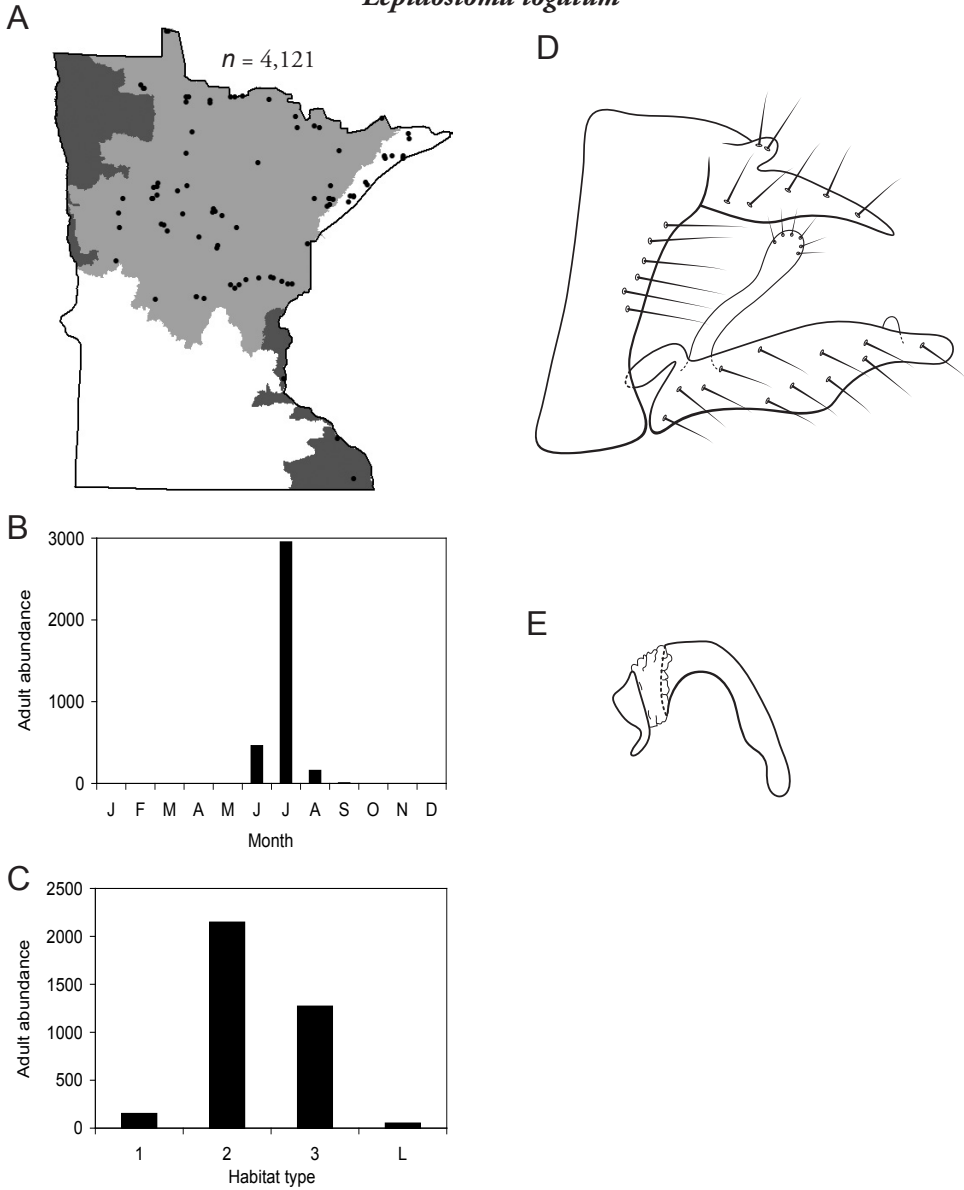 Lepidostoma togatum
A
n = 4,121
D
B
3000
2000
1000
0
Adult abundance
J F M A M J J A S O N D
Month
E
C
2500
2000
1500
1000
500
0
Adult abundance
1 2 3 L
Habitat type